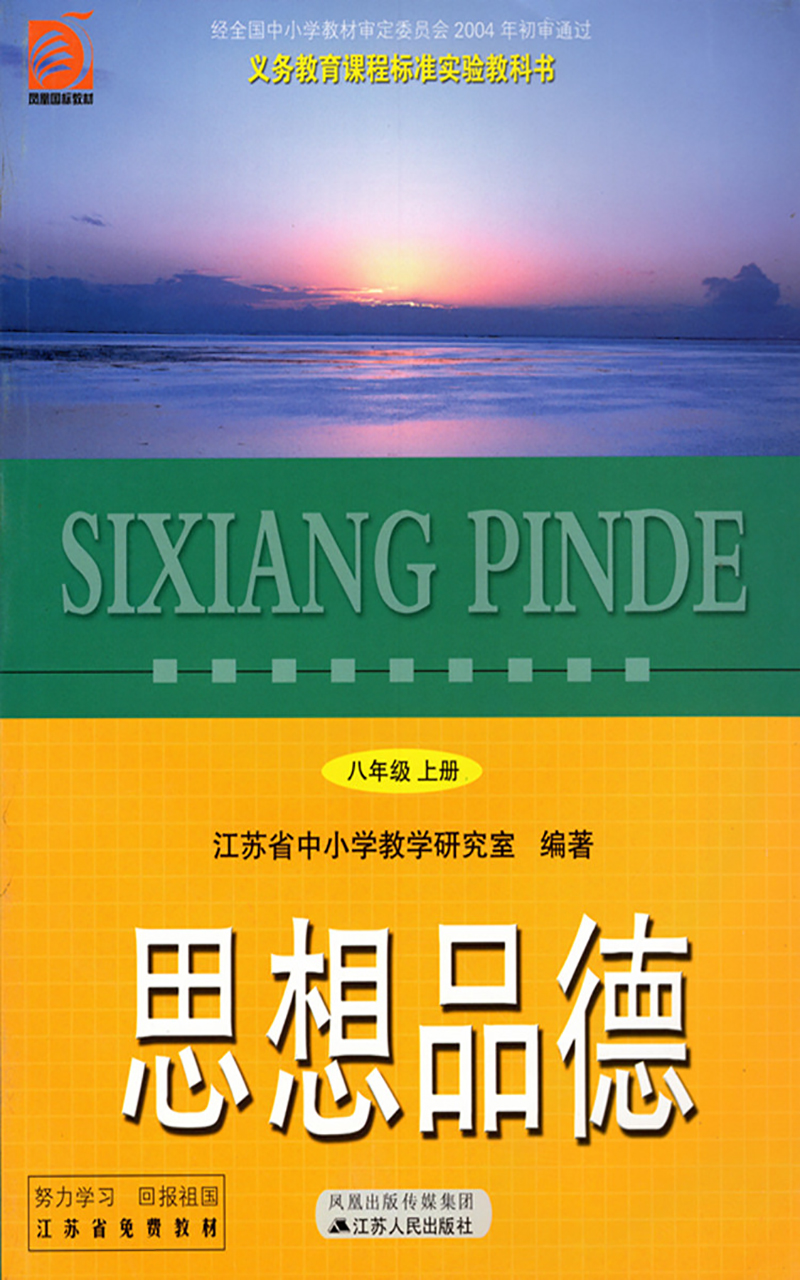 经全国中小学教材审定委员会 2004 年初审通过
义务教育课程标准实验教科书
凤凰国标教材
SIXIANG PINDE
八年级 上册
江苏省中小学教学研究室 编著
思想品德
努力学习 回报祖国
江苏省免费教材
凤凰出版传媒集团
江苏人民出版社